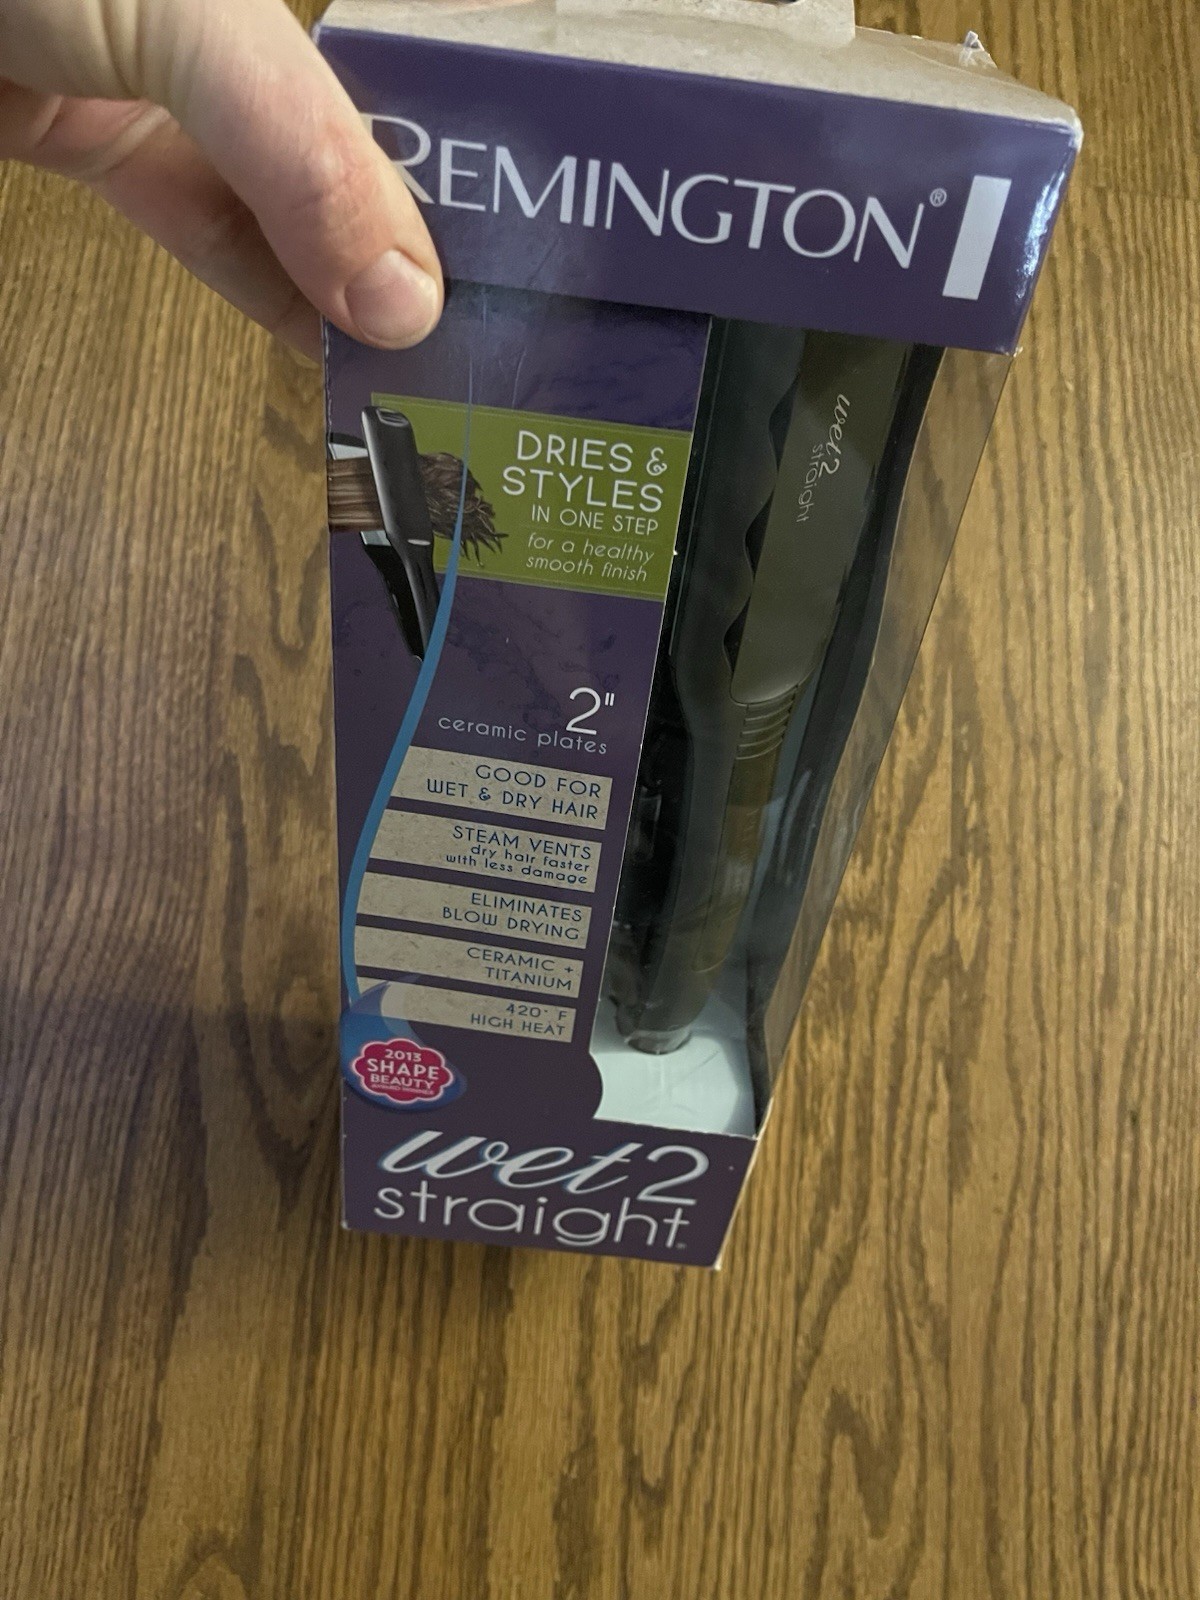 REMINGTON®
wet2
straight
DRIES &
STYLES
IN ONE STEP
for a healthy
smooth finish
2"
ceramic plates
GOOD FOR
WET & DRY HAIR
STEAM VENTS
dry hair faster
with less damage
ELIMINATES
BLOW DRYING
CERAMIC +
TITANIUM
420° F
HIGH HEAT
2013
SHAPE
BEAUTY
wet2
straight